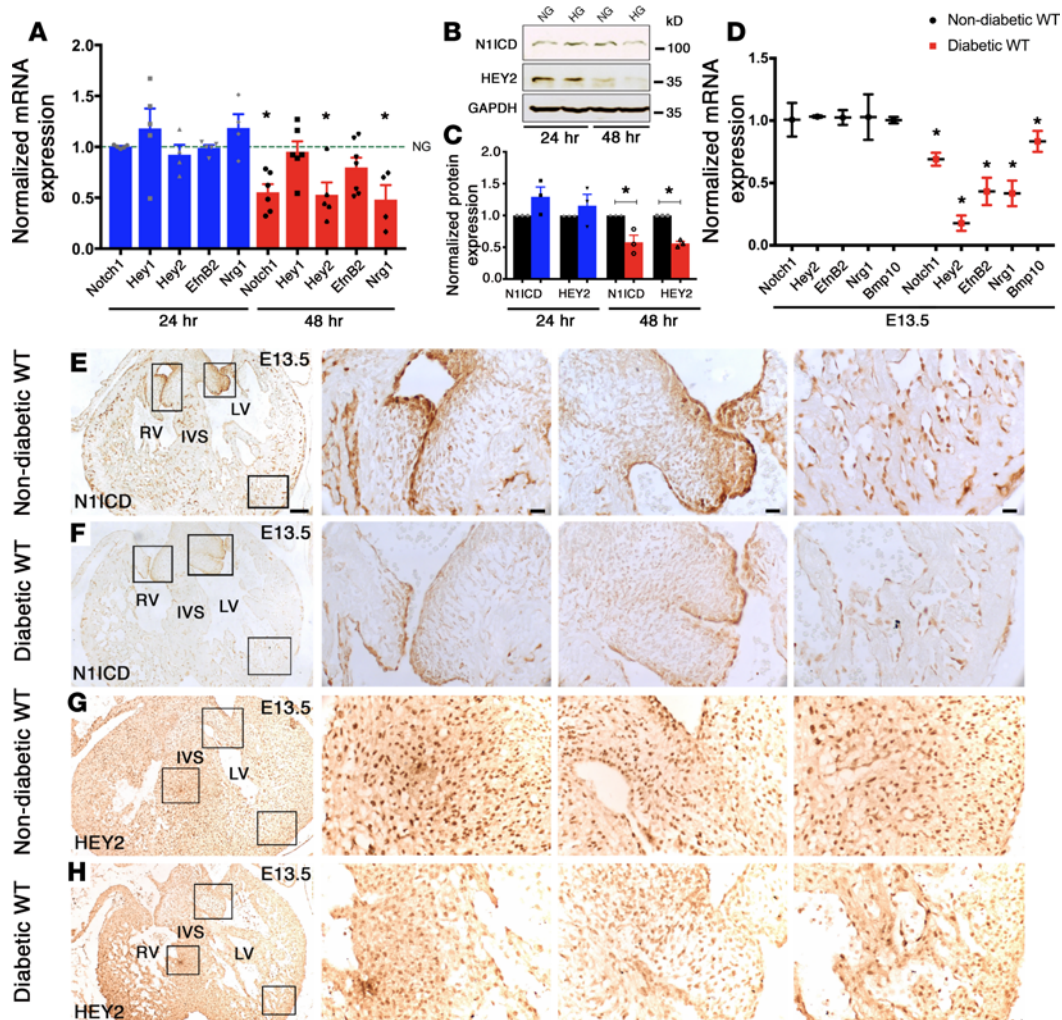 A
Normalized mRNA expression
2.0
1.5
1.0
0.5
0.0
NG
*
*
*
Notch1
Hey1
Hey2
EfnB2
Nrg1
Notch1
Hey1
Hey2
EfnB2
Nrg1
24 hr
48 hr
B
NG
HG
NG
HG
kD
N1ICD
100
HEY2
35
GAPDH
35
24 hr
48 hr
C
Normalized protein expression
2.0
1.5
1.0
0.5
0.0
*
*
N1ICD
HEY2
N1ICD
HEY2
24 hr
48 hr
D
Non-diabetic WT
Diabetic WT
Normalized mRNA expression
1.5
1.0
0.5
0.0
*
*
*
*
*
Notch1
Hey2
EfnB2
Nrg1
Bmp10
Notch1
Hey2
EfnB2
Nrg1
Bmp10
E13.5
E
Non-diabetic WT
E13.5
RV
IVS
LV
N1ICD
F
Diabetic WT
E13.5
RV
IVS
LV
N1ICD
G
Non-diabetic WT
E13.5
IVS
LV
HEY2
H
Diabetic WT
E13.5
RV
IVS
LV
HEY2